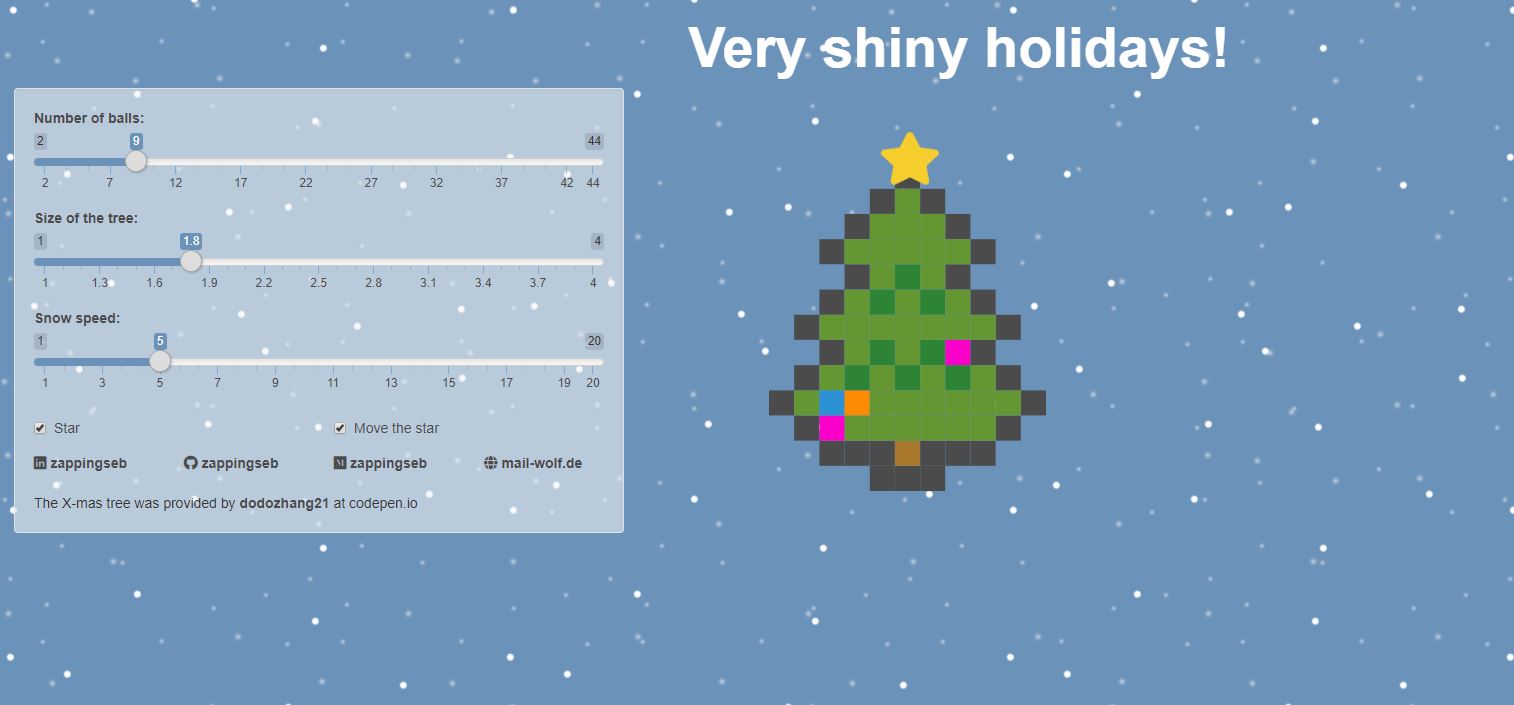 Very shiny holidays!
Number of balls:
2 9 44
2 7 12 17 22 27 32 37 42 44
Size of the tree:
1 1.8 4
1 1.3 1.6 1.9 2.2 2.5 2.8 3.1 3.4 3.7 4
Snow speed:
1 5 20
1 3 5 7 9 11 13 15 17 19 20
Star Move the star
in zappingseb zappingseb M zappingseb mail-wolf.de
The X-mas tree was provided by dodozhang21 at codepen.io